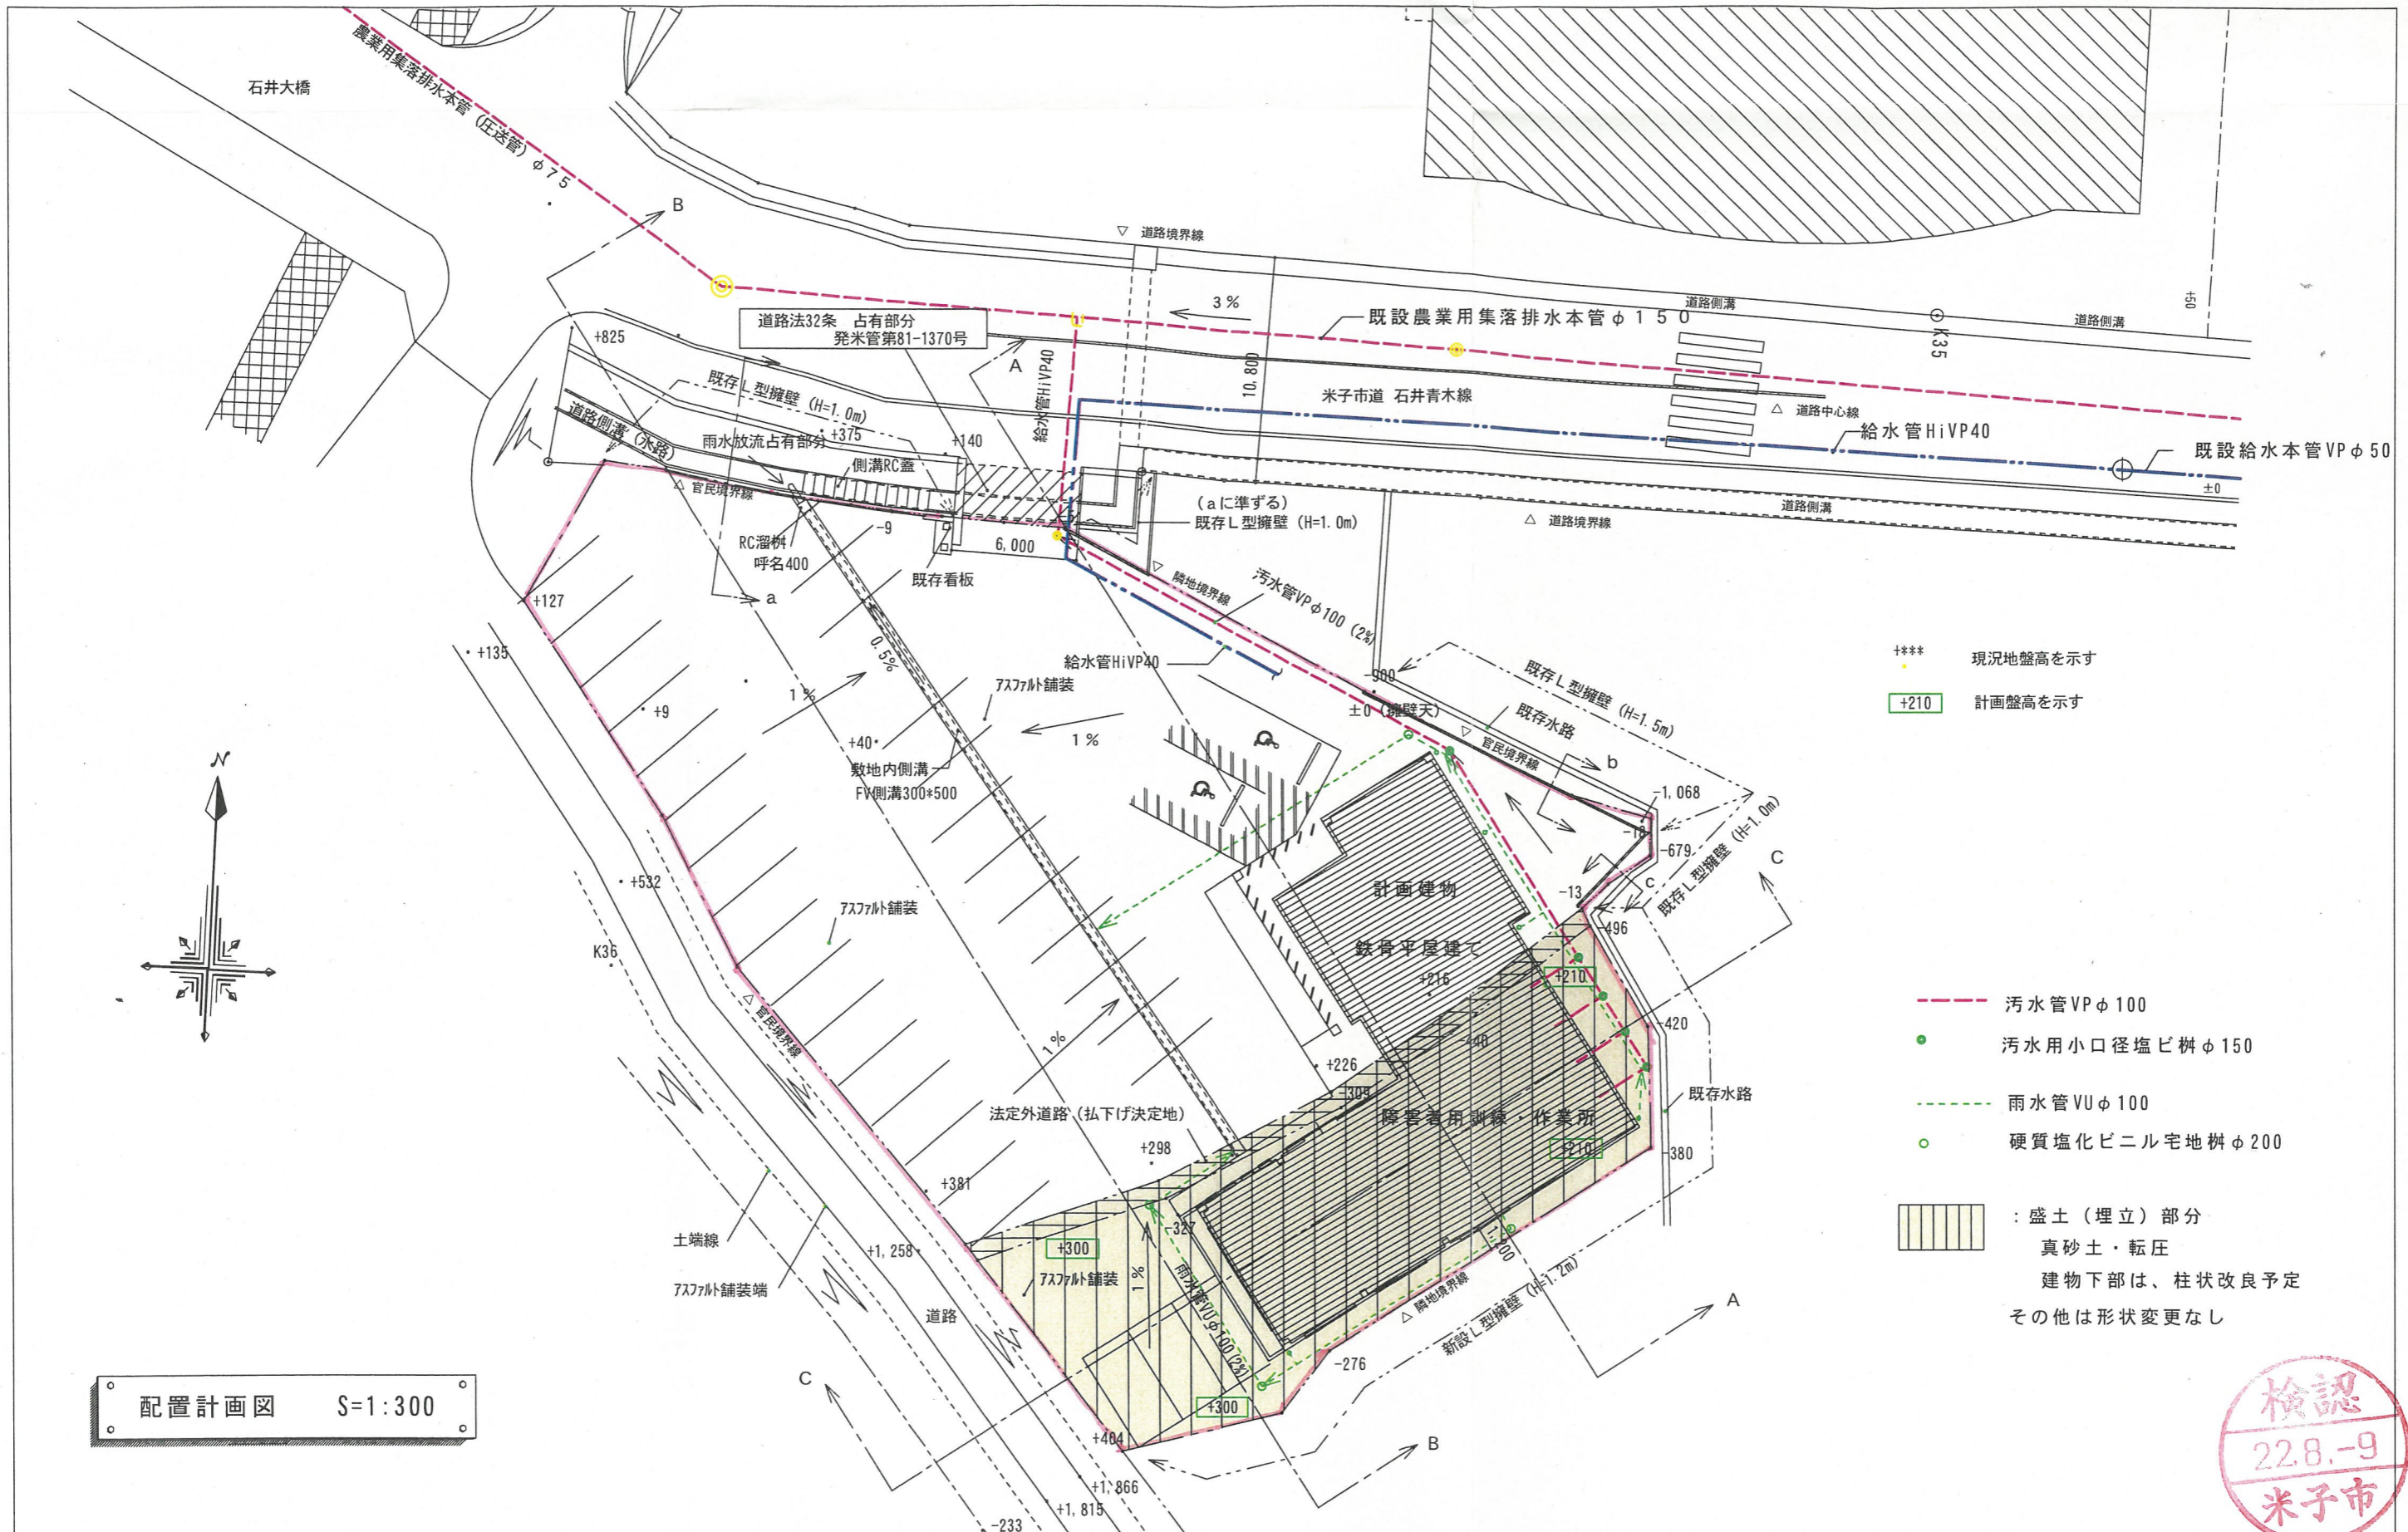 農業用集落排水本管（圧送管）φ７５
石井大橋
B
▽ 道路境界線
道路法32条　占有部分
発米管第81-1370号
3％
既設農業用集落排水本管φ１５０
道路側溝
K35
道路側溝
+50
+825
A
給水管HiVP40
10,800
米子市道 石井青木線
△ 道路中心線
給水管HiVP40
既設給水本管VPφ50
±0
既存L型擁壁（H=1.0m）
道路側溝（水路）
雨水放流占有部分
+375
+140
側溝RC蓋
△ 官民境界線
RC溜桝
呼名400
-9
6,000
既存看板
(aに準ずる)
既存L型擁壁（H=1.0m）
△ 道路境界線
道路側溝
a
+127
+135
▽ 隣地境界線
汚水管VPφ100（2%）
0.5%
給水管HiVP40
ｱｽﾌｧﾙﾄ舗装
1％
+9
1％
+40
敷地内側溝
FV側溝300*500
-900
±0（擁壁天）
既存L型擁壁（H=1.5m）
既存水路
▽ 官民境界線
b
-1,068
-18
-679
既存L型擁壁（H=1.0m）
C
c
-13
-496
+***
現況地盤高を示す
+210
計画盤高を示す
N
+532
ｱｽﾌｧﾙﾄ舗装
K36
△ 官民境界線
計画建物
鉄骨平屋建て
+216
+210
-420
-440
1％
+226
-309
法定外道路（払下げ決定地）
障害者用訓練・作業所
+210
-380
既存水路
+298
+381
-327
+300
ｱｽﾌｧﾙﾄ舗装
1％
雨水管VUφ100(2%)
1,200
△ 隣地境界線
新設L型擁壁（H=1.2m）
A
土端線
+1,258
ｱｽﾌｧﾙﾄ舗装端
道路
-276
+300
C
+404
B
+1,866
+1,815
-233
汚水管VPφ100
汚水用小口径塩ビ桝φ150
雨水管VUφ100
硬質塩化ビニル宅地桝φ200
：盛土（埋立）部分
真砂土・転圧
建物下部は、柱状改良予定
その他は形状変更なし
配置計画図　S=1:300
検認
22.8.-9
米子市